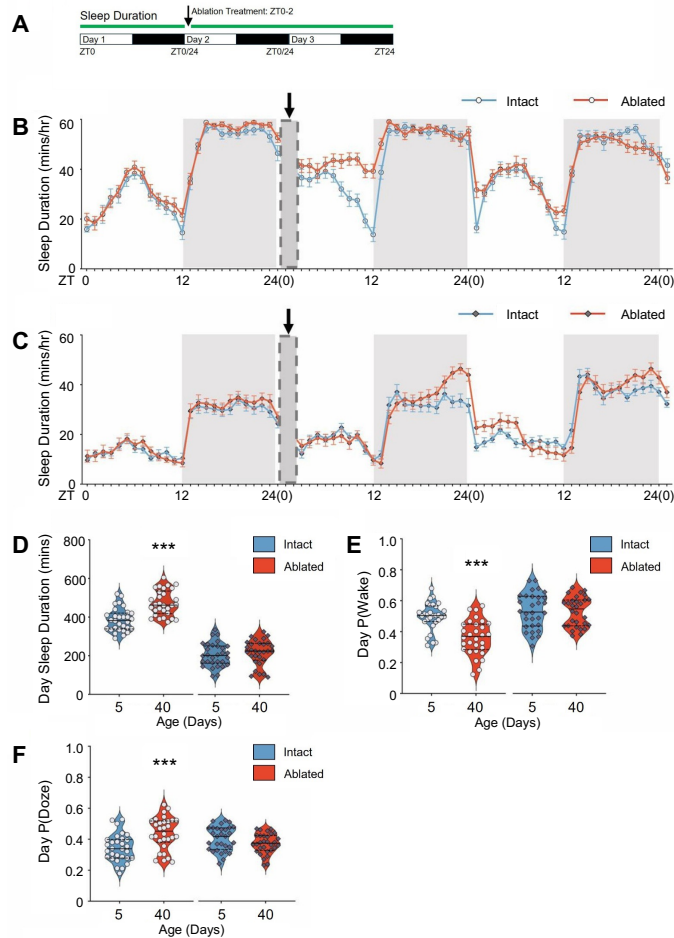 A
Sleep Duration
Ablation Treatment: ZT0-2
Day 1 Day 2 Day 3
ZT0 ZT0/24 ZT0/24 ZT24
B
Intact Ablated
Sleep Duration (mins/hr)
60
40
20
0
ZT 0 12 24(0) 12 24(0) 12 24(0)
C
Intact Ablated
Sleep Duration (mins/hr)
60
40
20
0
ZT 0 12 24(0) 12 24(0) 12 24(0)
D
Day Sleep Duration (mins)
800
600
400
200
0
***
Intact
Ablated
5 40 5 40
Age (Days)
E
Day P(Wake)
1.0
0.8
0.6
0.4
0.2
0
***
Intact
Ablated
5 40 5 40
Age (Days)
F
Day P(Doze)
1.0
0.8
0.6
0.4
0.2
0
***
Intact
Ablated
5 40 5 40
Age (Days)